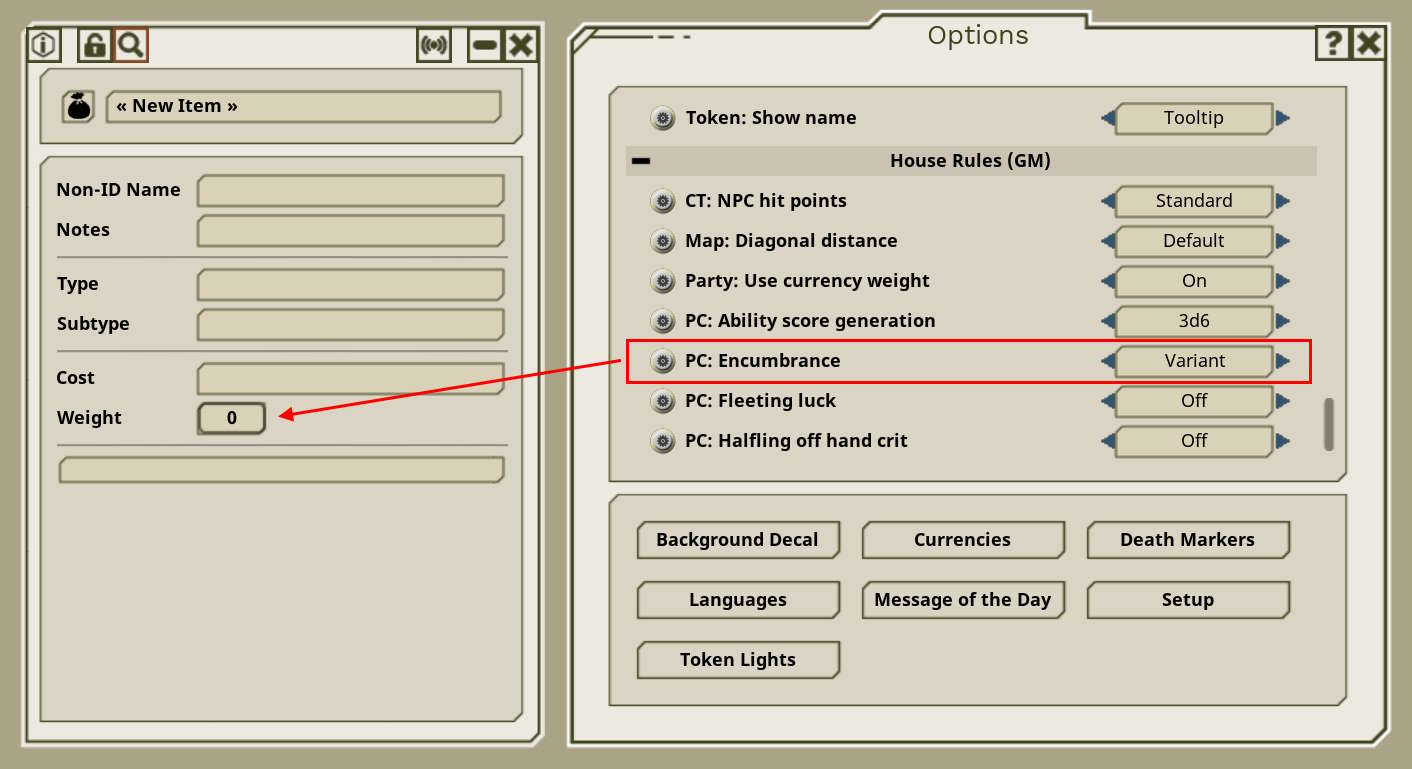 « New Item »
Non-ID Name
Notes
Type
Subtype
Cost
Weight 0
Options
?
Token: Show name Tooltip
House Rules (GM)
CT: NPC hit points Standard
Map: Diagonal distance Default
Party: Use currency weight On
PC: Ability score generation 3d6
PC: Encumbrance Variant
PC: Fleeting luck Off
PC: Halfling off hand crit Off
Background Decal Currencies Death Markers
Languages Message of the Day Setup
Token Lights